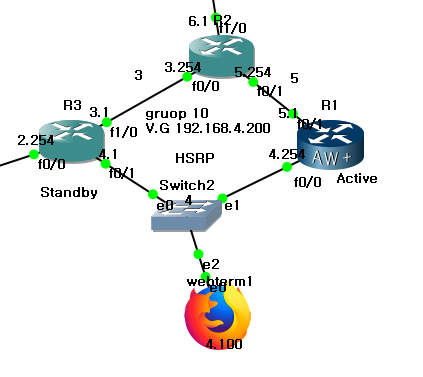 6.1 R2
f1/0
3
3.254
5.254
5
f0/0
f0/1
R3
3.1
f1/0
gruop 10
V.G 192.168.4.200
5.1
R1
f0/1
2.254
f0/0
4.1
f0/1
HSRP
4.254
AW+
f0/0
Active
Standby
Switch2
4
e0
e1
e2
webterm1
e0
4.100